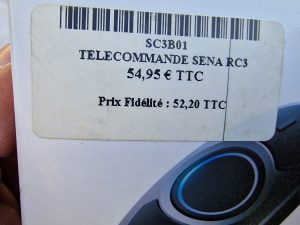 SC3B01
TELECOMMANDE SENA RC3
54,95 € TTC
Prix Fidélité : 52,20 TTC